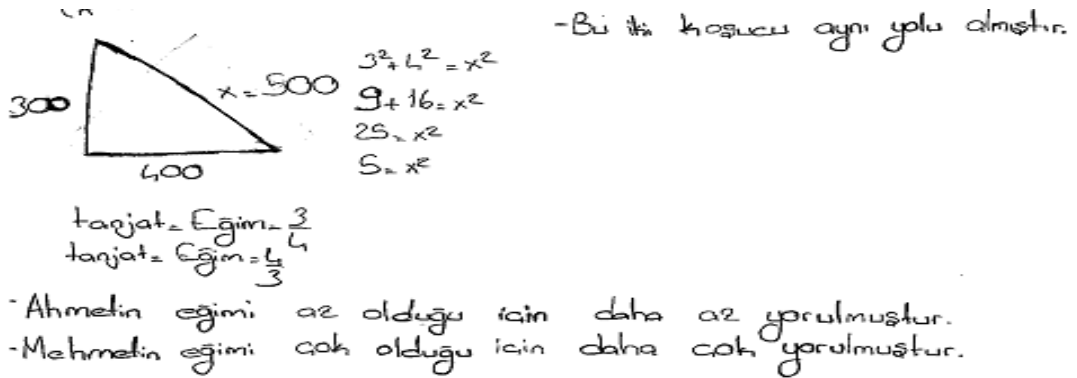 -Bu iki koşucu aynı yolu almıştır.
300
x=500
400
3²+4²=x²
9+16=x²
25=x²
5=x²
tanjat=Eğim=3/4
tanjat=Eğim=4/3
-Ahmetin eğimi az olduğu için daha az yorulmuştur.
-Mehmetin eğimi çok olduğu için daha çok yorulmuştur.